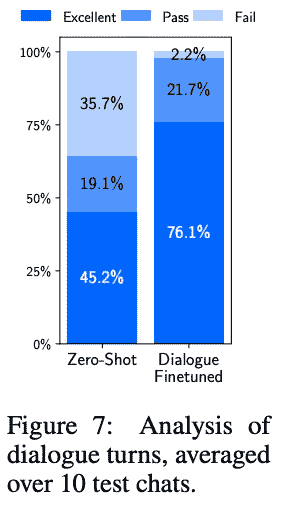 Excellent Pass Fail
100%
2.2%
21.7%
35.7%
75%
19.1%
50%
76.1%
45.2%
25%
0%
Zero-Shot Dialogue
Finetuned
Figure 7: Analysis of
dialogue turns, averaged
over 10 test chats.